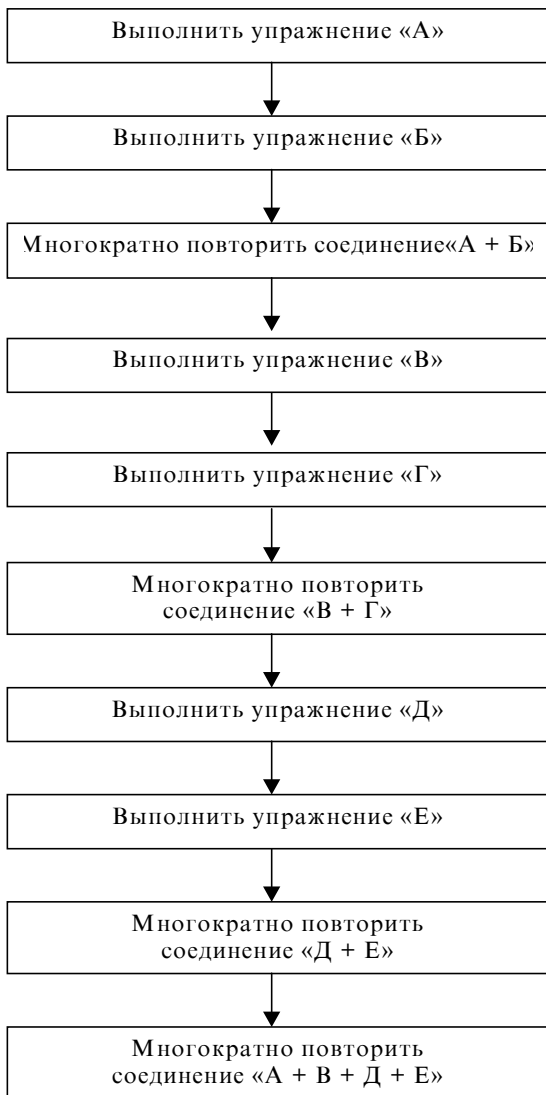 Выполнить упражнение «А»
Выполнить упражнение «Б»
Многократно повторить соединение«А + Б»
Выполнить упражнение «В»
Выполнить упражнение «Г»
Многократно повторить
соединение «В + Г»
Выполнить упражнение «Д»
Выполнить упражнение «Е»
Многократно повторить
соединение «Д + Е»
Многократно повторить
соединение «А + В + Д + Е»